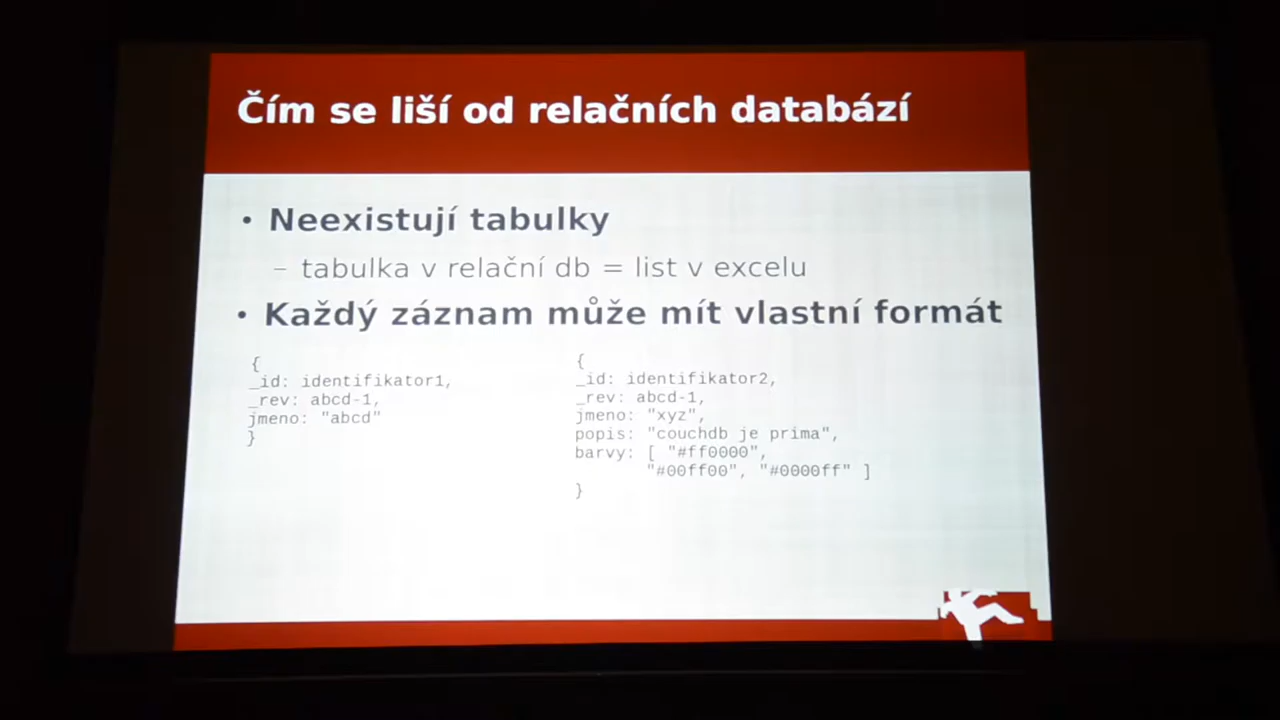 Čím se liší od relačních databází
• Neexistují tabulky
– tabulka v relační db = list v excelu
• Každý záznam může mít vlastní formát
{
_id: identifikator1,
_rev: abcd-1,
jmeno: "abcd"
}
{
_id: identifikator2,
_rev: abcd-1,
jmeno: "xyz",
popis: "couchdb je prima",
barvy: [ "#ff0000",
"#00ff00", "#0000ff" ]
}